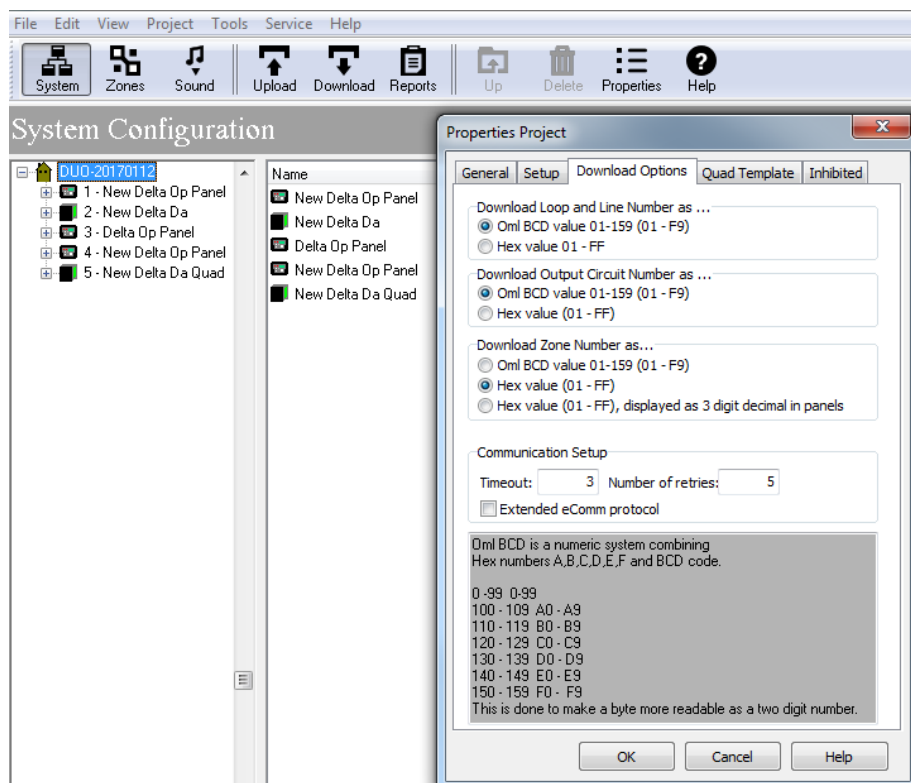 File Edit View Project Tools Service Help
System Zones Sound Upload Download Reports Up Delete Properties Help
System Configuration
DUO-20170112
1 - New Delta Op Panel
2 - New Delta Da
3 - Delta Op Panel
4 - New Delta Op Panel
5 - New Delta Da Quad
Name
New Delta Op Panel
New Delta Da
Delta Op Panel
New Delta Op Panel
New Delta Da Quad
Properties Project
General Setup Download Options Quad Template Inhibited
Download Loop and Line Number as ...
Oml BCD value 01-159 (01 - F9)
Hex value 01 - FF
Download Output Circuit Number as ...
Oml BCD value 01-159 (01 - F9)
Hex value (01 - FF)
Download Zone Number as...
Oml BCD value 01-159 (01 - F9)
Hex value (01 - FF)
Hex value (01 - FF), displayed as 3 digit decimal in panels
Communication Setup
Timeout: 3 Number of retries: 5
Extended eComm protocol
Oml BCD is a numeric system combining
Hex numbers A,B,C,D,E,F and BCD code.
0 -99 0-99
100 - 109 A0 - A9
110 - 119 B0 - B9
120 - 129 C0 - C9
130 - 139 D0 - D9
140 - 149 E0 - E9
150 - 159 F0 - F9
This is done to make a byte more readable as a two digit number.
OK Cancel Help